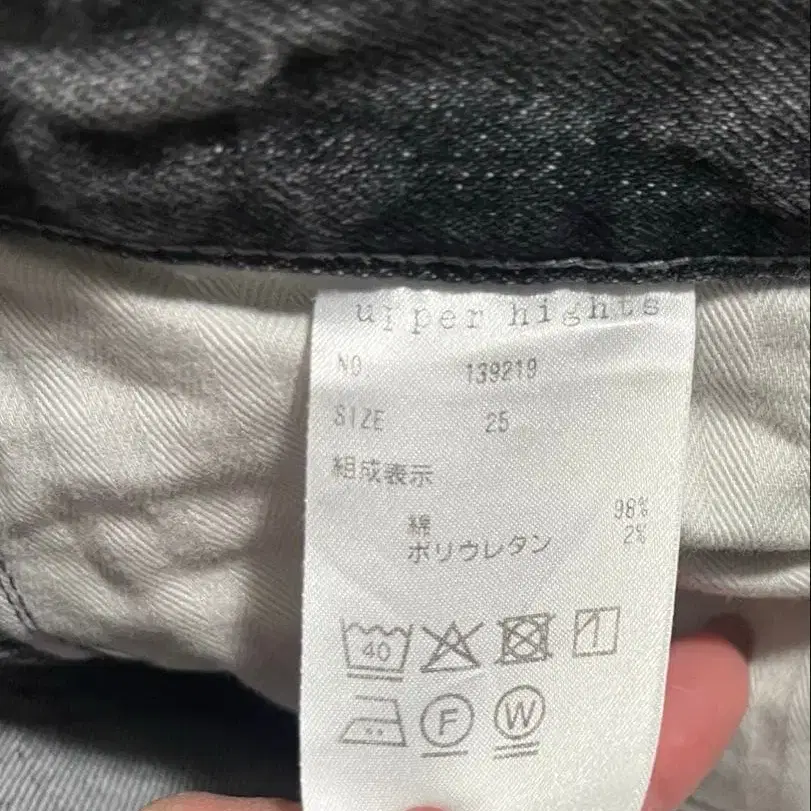 upper hights
NO 139219
SIZE 25
組成表示
綿 98%
ポリウレタン 2%
40
F W